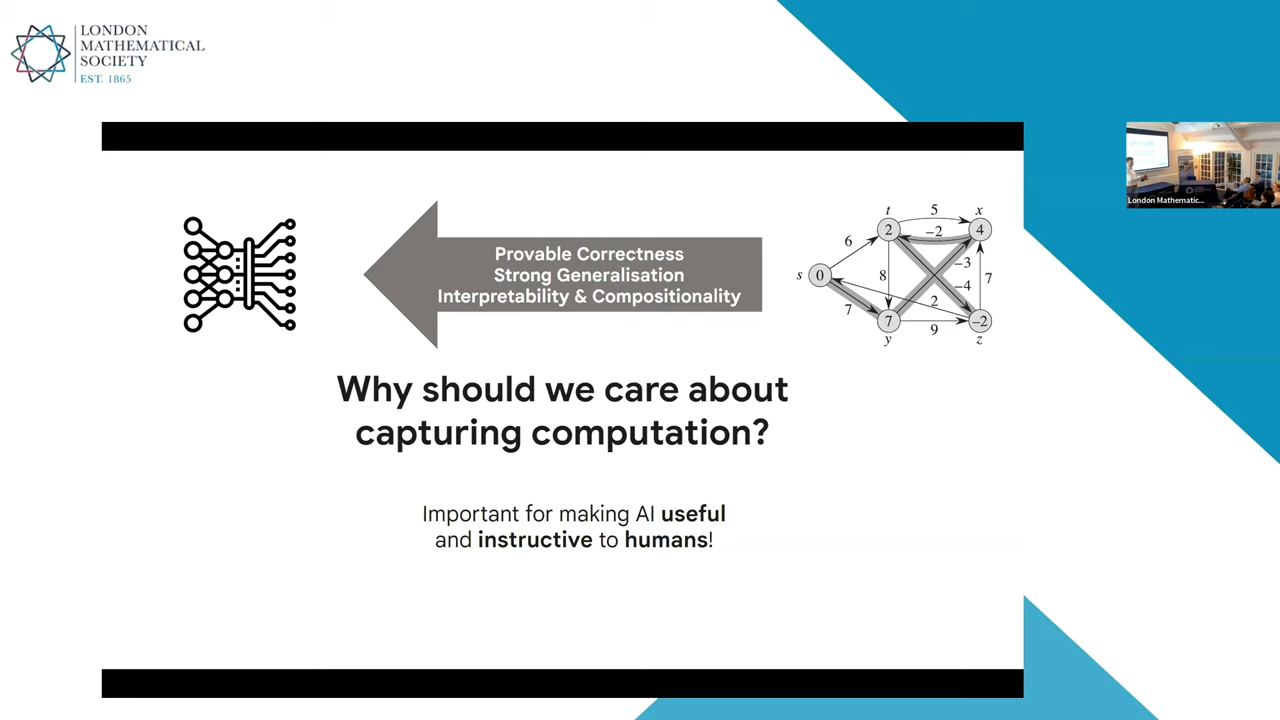 LONDON
MATHEMATICAL
SOCIETY
EST. 1865
London Mathematic...
Provable Correctness
Strong Generalisation
Interpretability & Compositionality
t
5
x
2
−2
4
6
−3
s
0
8
−4
7
2
7
7
9
−2
y
z
Why should we care about
capturing computation?
Important for making AI useful
and instructive to humans!